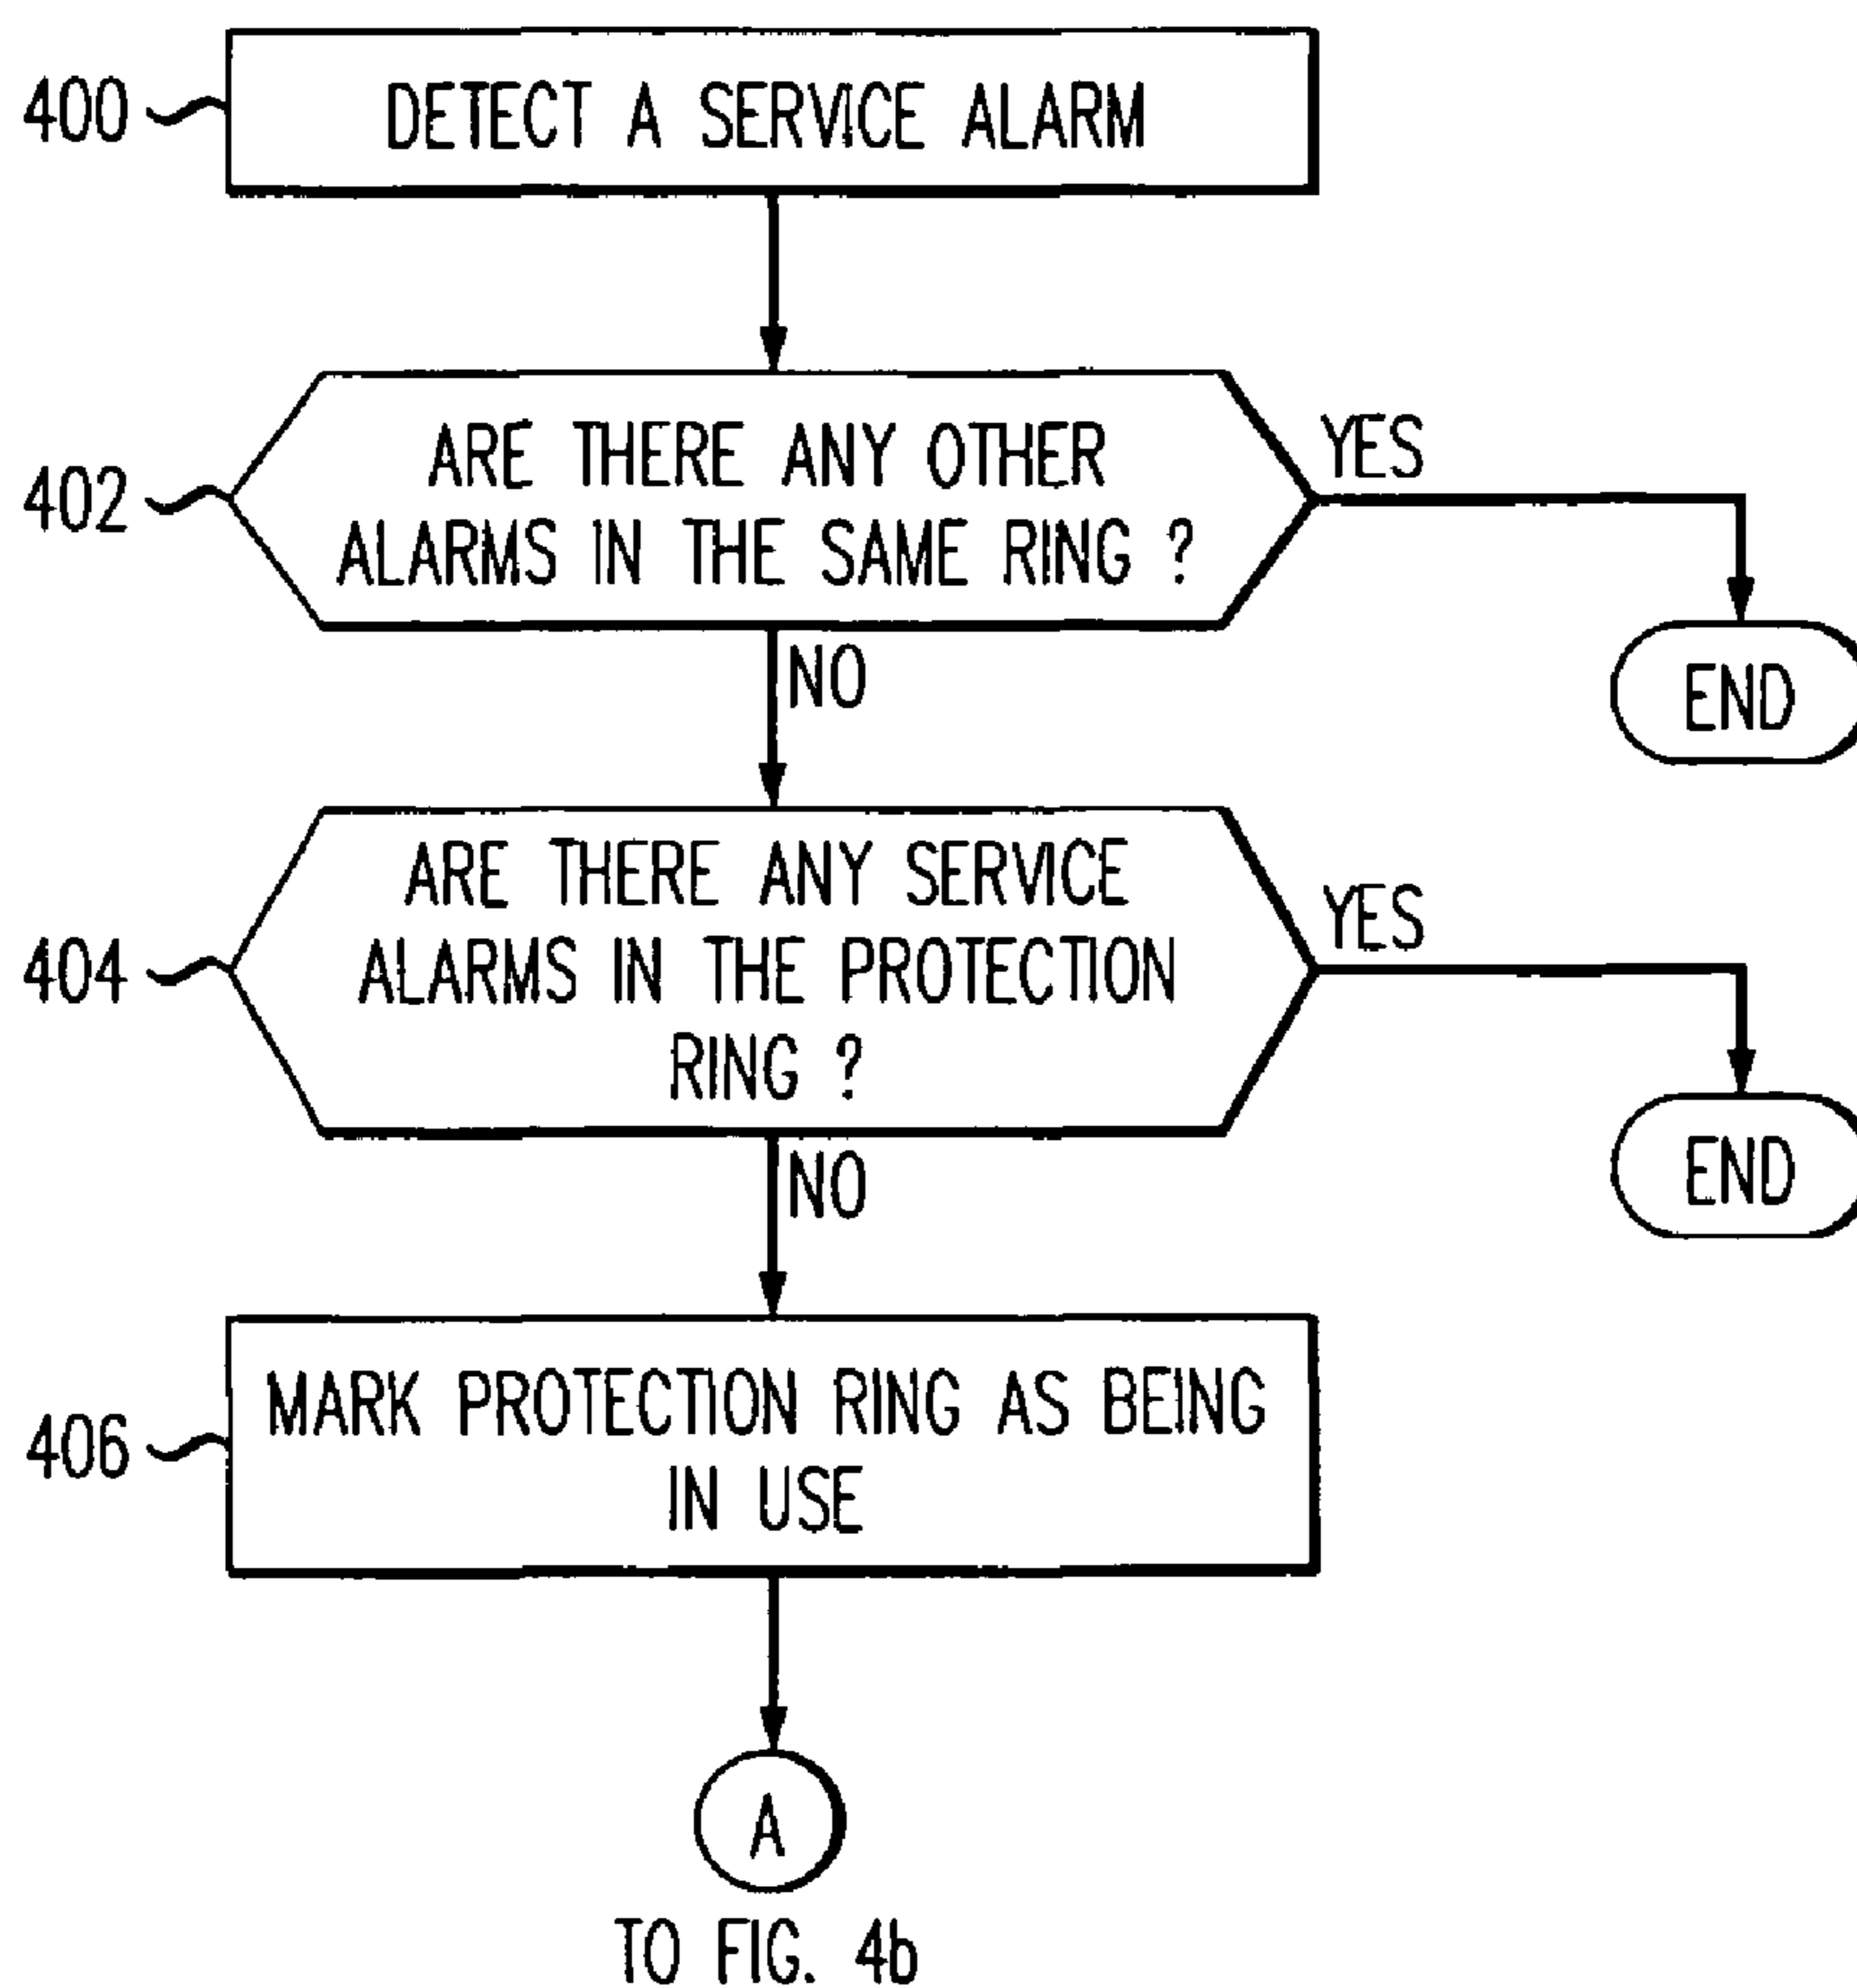 400
DETECT A SERVICE ALARM
402
ARE THERE ANY OTHER
ALARMS IN THE SAME RING ?
YES
END
NO
404
ARE THERE ANY SERVICE
ALARMS IN THE PROTECTION
RING ?
YES
END
NO
406
MARK PROTECTION RING AS BEING
IN USE
A
TO FIG. 4b